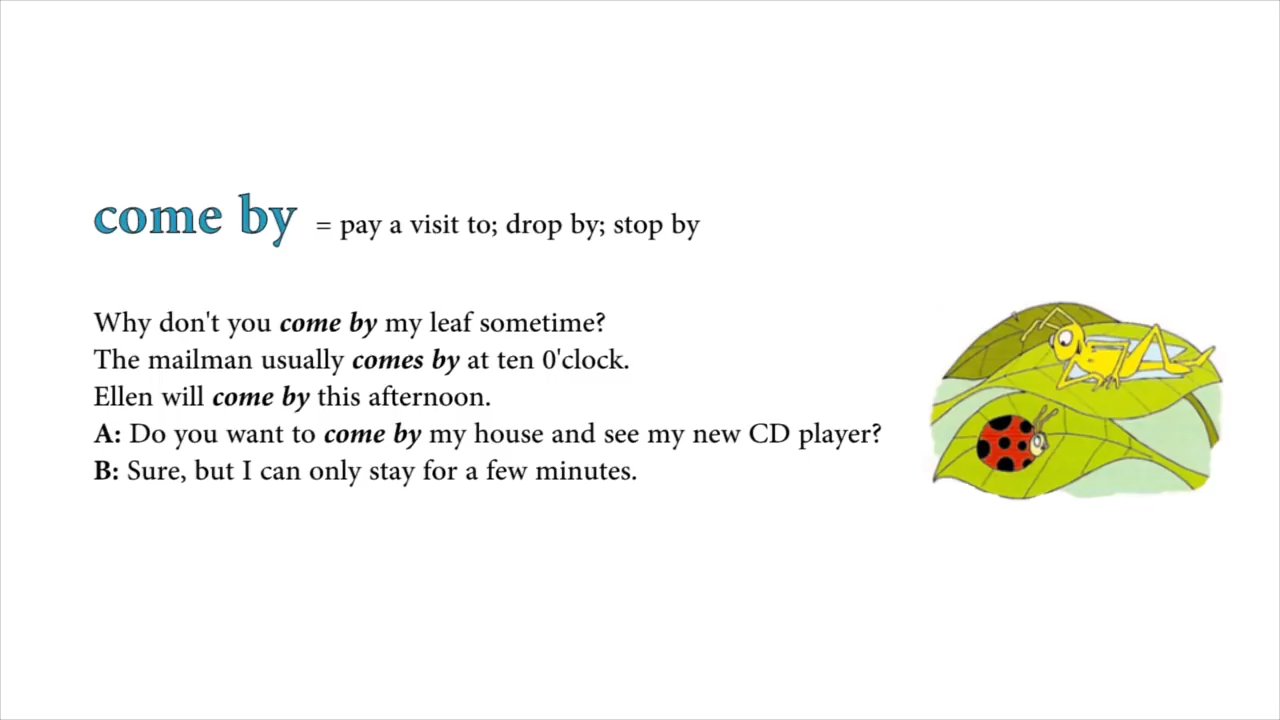 come by = pay a visit to; drop by; stop by
Why don't you come by my leaf sometime?
The mailman usually comes by at ten 0'clock.
Ellen will come by this afternoon.
A: Do you want to come by my house and see my new CD player?
B: Sure, but I can only stay for a few minutes.